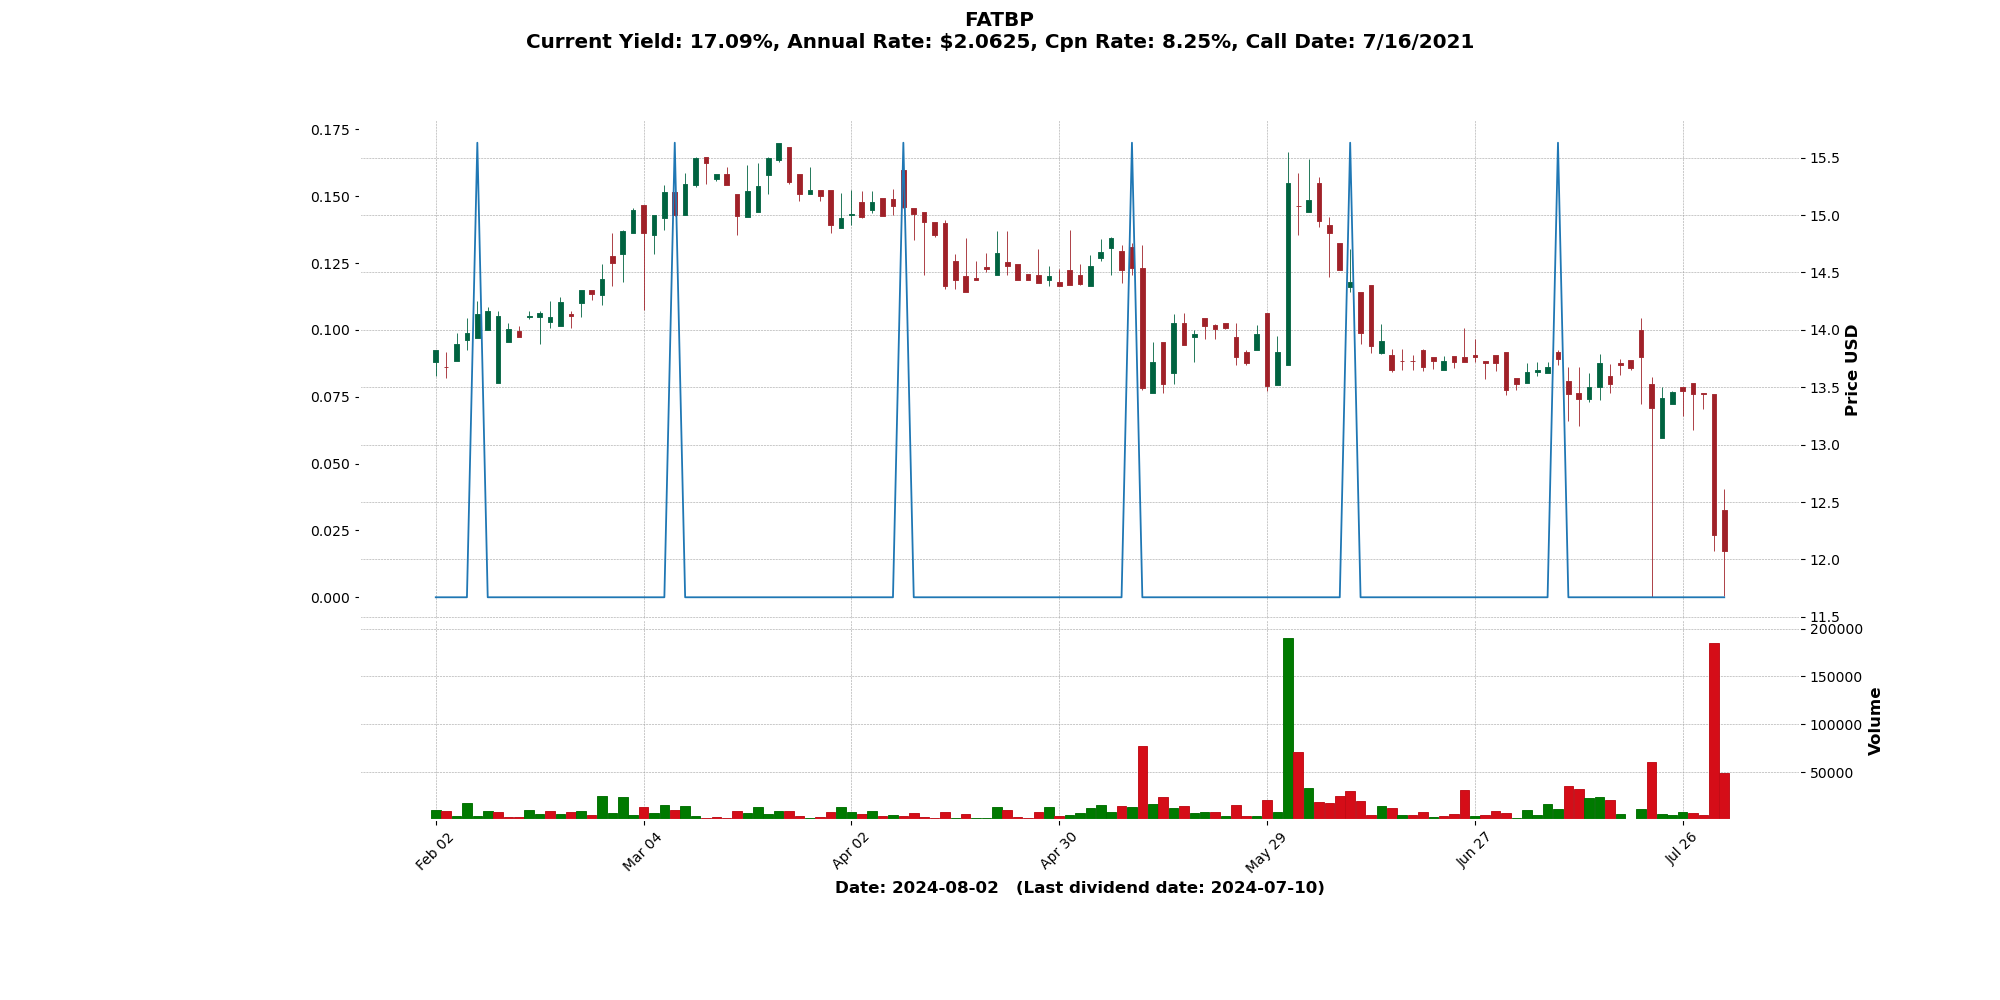 FATBP
Current Yield: 17.09%, Annual Rate: $2.0625, Cpn Rate: 8.25%, Call Date: 7/16/2021
0.175
0.150
0.125
0.100
0.075
0.050
0.025
0.000
15.5
15.0
14.5
14.0
13.5
13.0
12.5
12.0
11.5
Price USD
200000
150000
100000
50000
Volume
Feb 02
Mar 04
Apr 02
Apr 30
May 29
Jun 27
Jul 26
Date: 2024-08-02 (Last dividend date: 2024-07-10)